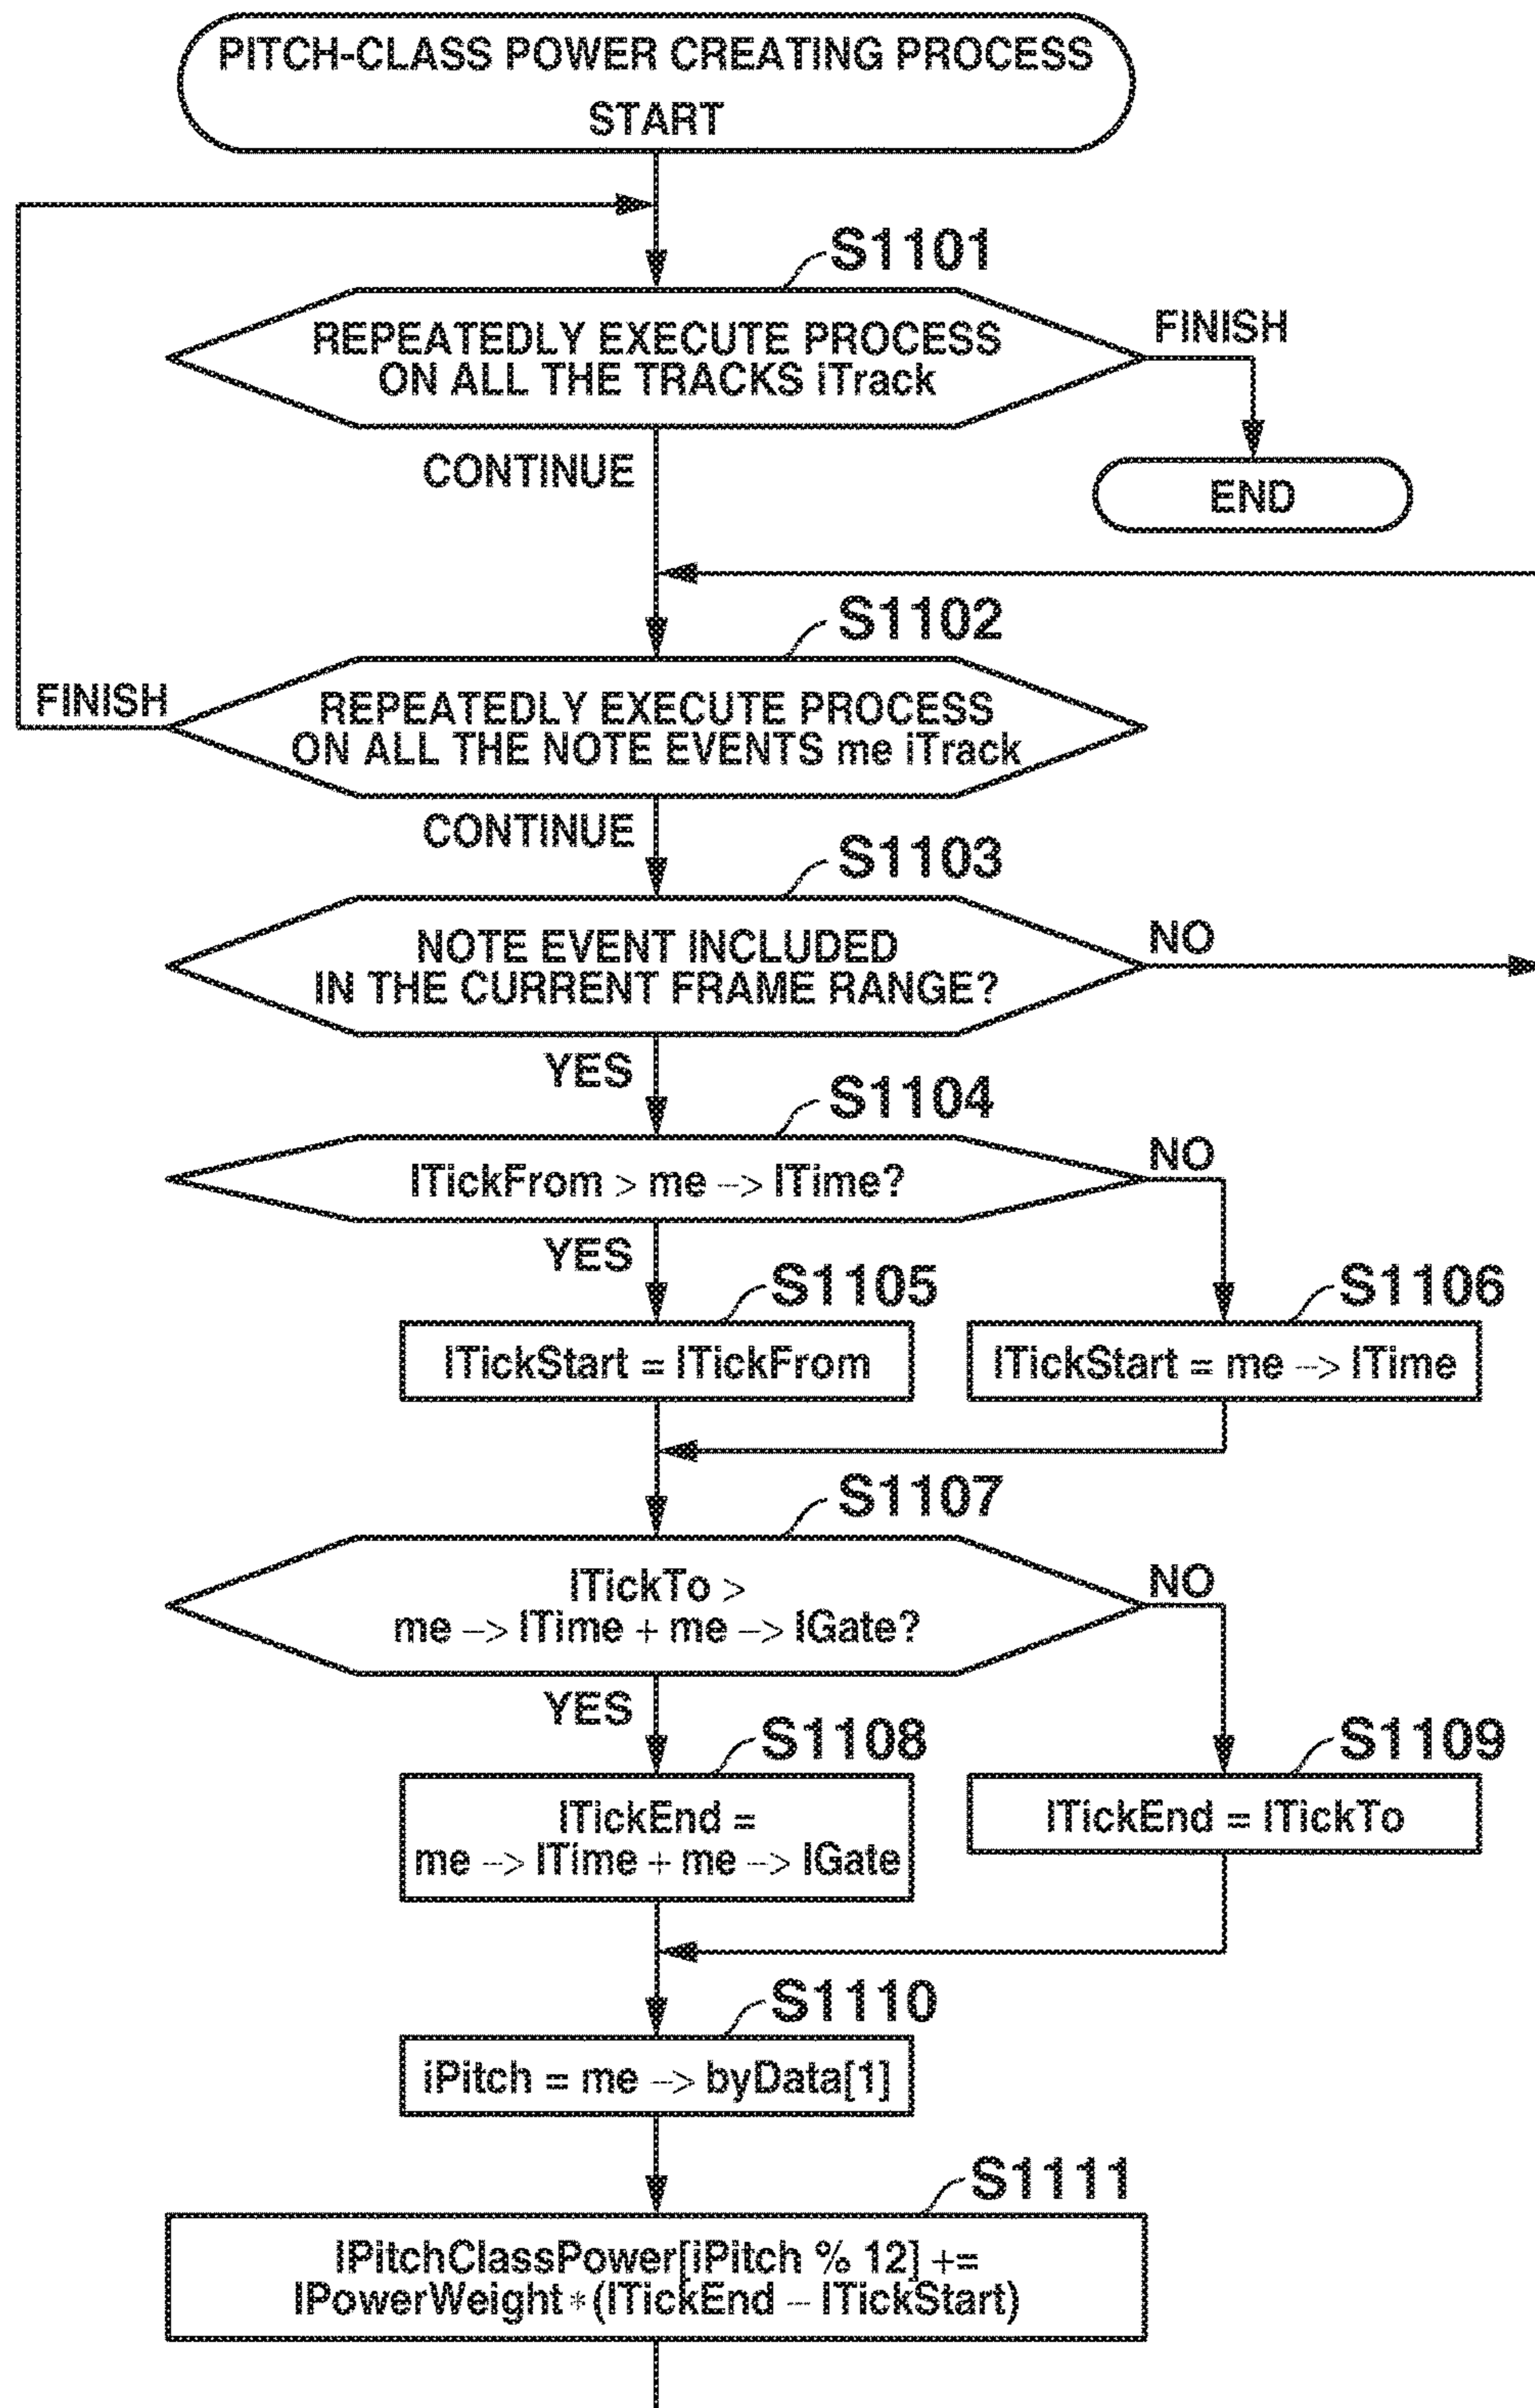 PITCH-CLASS POWER CREATING PROCESS
START
S1101
REPEATEDLY EXECUTE PROCESS
ON ALL THE TRACKS iTrack
FINISH
END
CONTINUE
S1102
FINISH
REPEATEDLY EXECUTE PROCESS
ON ALL THE NOTE EVENTS me iTrack
CONTINUE
S1103
NOTE EVENT INCLUDED
IN THE CURRENT FRAME RANGE?
NO
YES
S1104
lTickFrom > me --> lTime?
NO
YES
S1105
lTickStart = lTickFrom
S1106
lTickStart = me --> lTime
S1107
lTickTo >
me --> lTime + me --> lGate?
NO
YES
S1108
lTickEnd =
me --> lTime + me --> lGate
S1109
lTickEnd = lTickTo
S1110
iPitch = me --> byData[1]
S1111
lPitchClassPower[iPitch % 12] +=
lPowerWeight * (lTickEnd - lTickStart)